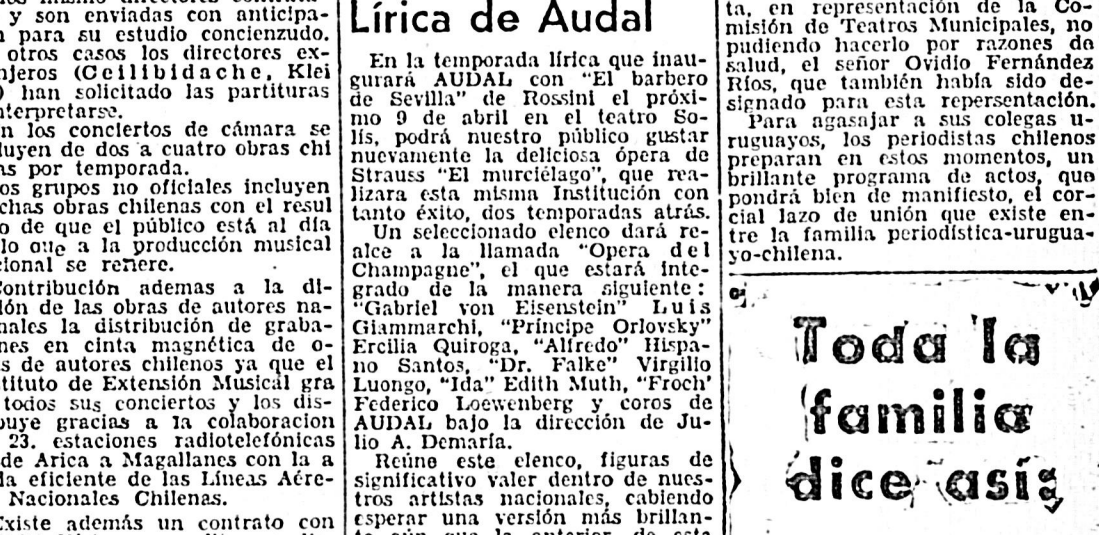 y son enviadas con anticipa-
para su estudio concienzudo.
otros casos los directores ex-
njeros (Ccilibidache, Klei
) han solicitado las partituras
nterpretarse.
n los conciertos de cámara se
luyen de dos a cuatro obras chi
as por temporada.
os grupos no oficiales incluyen
chas obras chilenas con el resul
o de que el público está al día
lo que a la producción musical
cional se refiere.
Contribución ademas a la di-
ión de las obras de autores na-
nales la distribución de graba-
nes en cinta magnética de o-
s de autores chilenos ya que el
stituto de Extensión Musical gra
todos sus conciertos y los dis-
buye gracias a la colaboracion
23. estaciones radiotelefónicas
de Arica a Magallanes con la a
da eficiente de las Líneas Aére-
Nacionales Chilenas.
Existe además un contrato con
Lírica de Audal
En la temporada lírica que inau-
gurará AUDAL con "El barbero
de Sevilla" de Rossini el próxi-
mo 9 de abril en el teatro So-
lís, podrá nuestro público gustar
nuevamente la deliciosa ópera de
Strauss "El murciélago", que rea-
lizara esta misma Institución con
tanto éxito, dos temporadas atrás.
Un seleccionado elenco dará re-
alce a la llamada "Opera del
Champagne", el que estará inte-
grado de la manera siguiente:
"Gabriel von Eisenstein" Luis
Giammarchi, "Príncipe Orlovsky"
Ercilia Quiroga, "Alfredo" Hispa-
no Santos, "Dr. Falke" Virgilio
Luongo, "Ida" Edith Muth, "Froch'
Federico Loewenberg y coros de
AUDAL bajo la dirección de Ju-
lio A. Demaría.
Reúne este elenco, figuras de
significativo valer dentro de nues-
tros artistas nacionales, cabiendo
esperar una versión más brillan-
te aún que la anterior, de esta
ta, en representación de la Co-
misión de Teatros Municipales, no
pudiendo hacerlo por razones de
salud, el señor Ovidio Fernández
Ríos, que también había sido de-
signado para esta repersentación.
Para agasajar a sus colegas u-
ruguayos, los periodistas chilenos
preparan en estos momentos, un
brillante programa de actos, que
pondrá bien de manifiesto, el cor-
cial lazo de unión que existe en-
tre la familia periodística-urugua-
yo-chilena.
Toda la
familia
dice así: